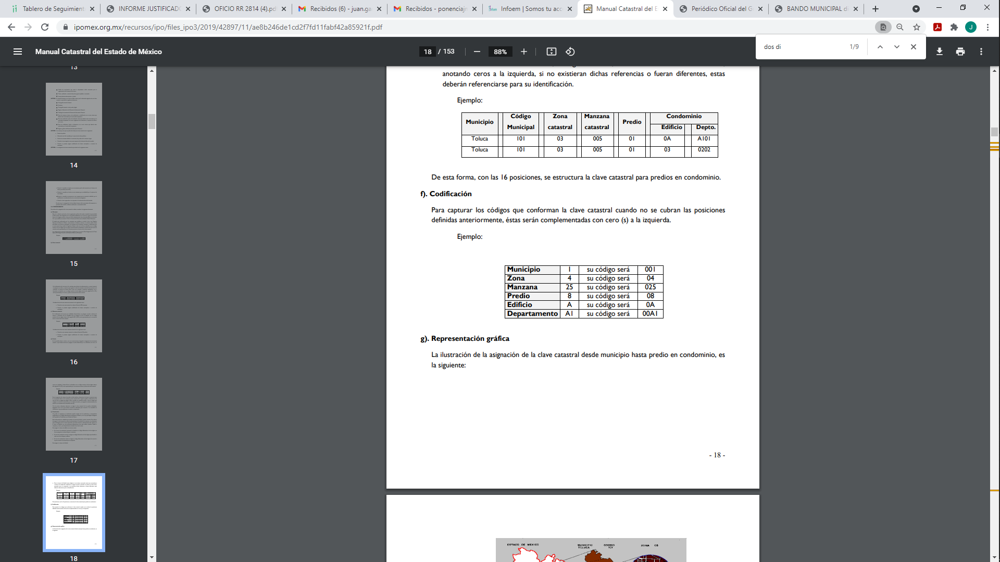 Tablero de Seguimient
INFORME JUSTIFICADO
OFICIO RR 2814 (4).pdf
Recibidos (6) - juan.ga
Recibidos - ponenciajn
Infoem | Somos tu acc
Manual Catastral del E
Periódico Oficial del G
BANDO MUNICIPAL d
ipomex.org.mx/recursos/ipo/files_ipo3/2019/42897/11/ae8b246de1cd2f7fd11fabf42a85921f.pdf
J
Manual Catastral del Estado de México
18 / 153
88%
dos di
1/9
13
14
15
16
17
18
anotando ceros a la izquierda, si no existieran dichas referencias o fueran diferentes, estas
deberán referenciarse para su identificación.
Ejemplo:
Municipio Código Municipal Zona catastral Manzana catastral Predio Condominio Edificio Depto.
Toluca 101 03 005 01 0A A101
Toluca 101 03 005 01 03 0202
De esta forma, con las 16 posiciones, se estructura la clave catastral para predios en condominio.
f). Codificación
Para capturar los códigos que conforman la clave catastral cuando no se cubran las posiciones
definidas anteriormente, éstas serán complementadas con cero (s) a la izquierda.
Ejemplo:
Municipio 1 su código será 001
Zona 4 su código será 04
Manzana 25 su código será 025
Predio 8 su código será 08
Edificio A su código será 0A
Departamento A1 su código será 00A1
g). Representación gráfica
La ilustración de la asignación de la clave catastral desde municipio hasta predio en condominio, es
la siguiente:
- 18 -
ESTADO DE MEXICO
MUNICIPIO TOLUCA
CODIGO 101
ZONA 03